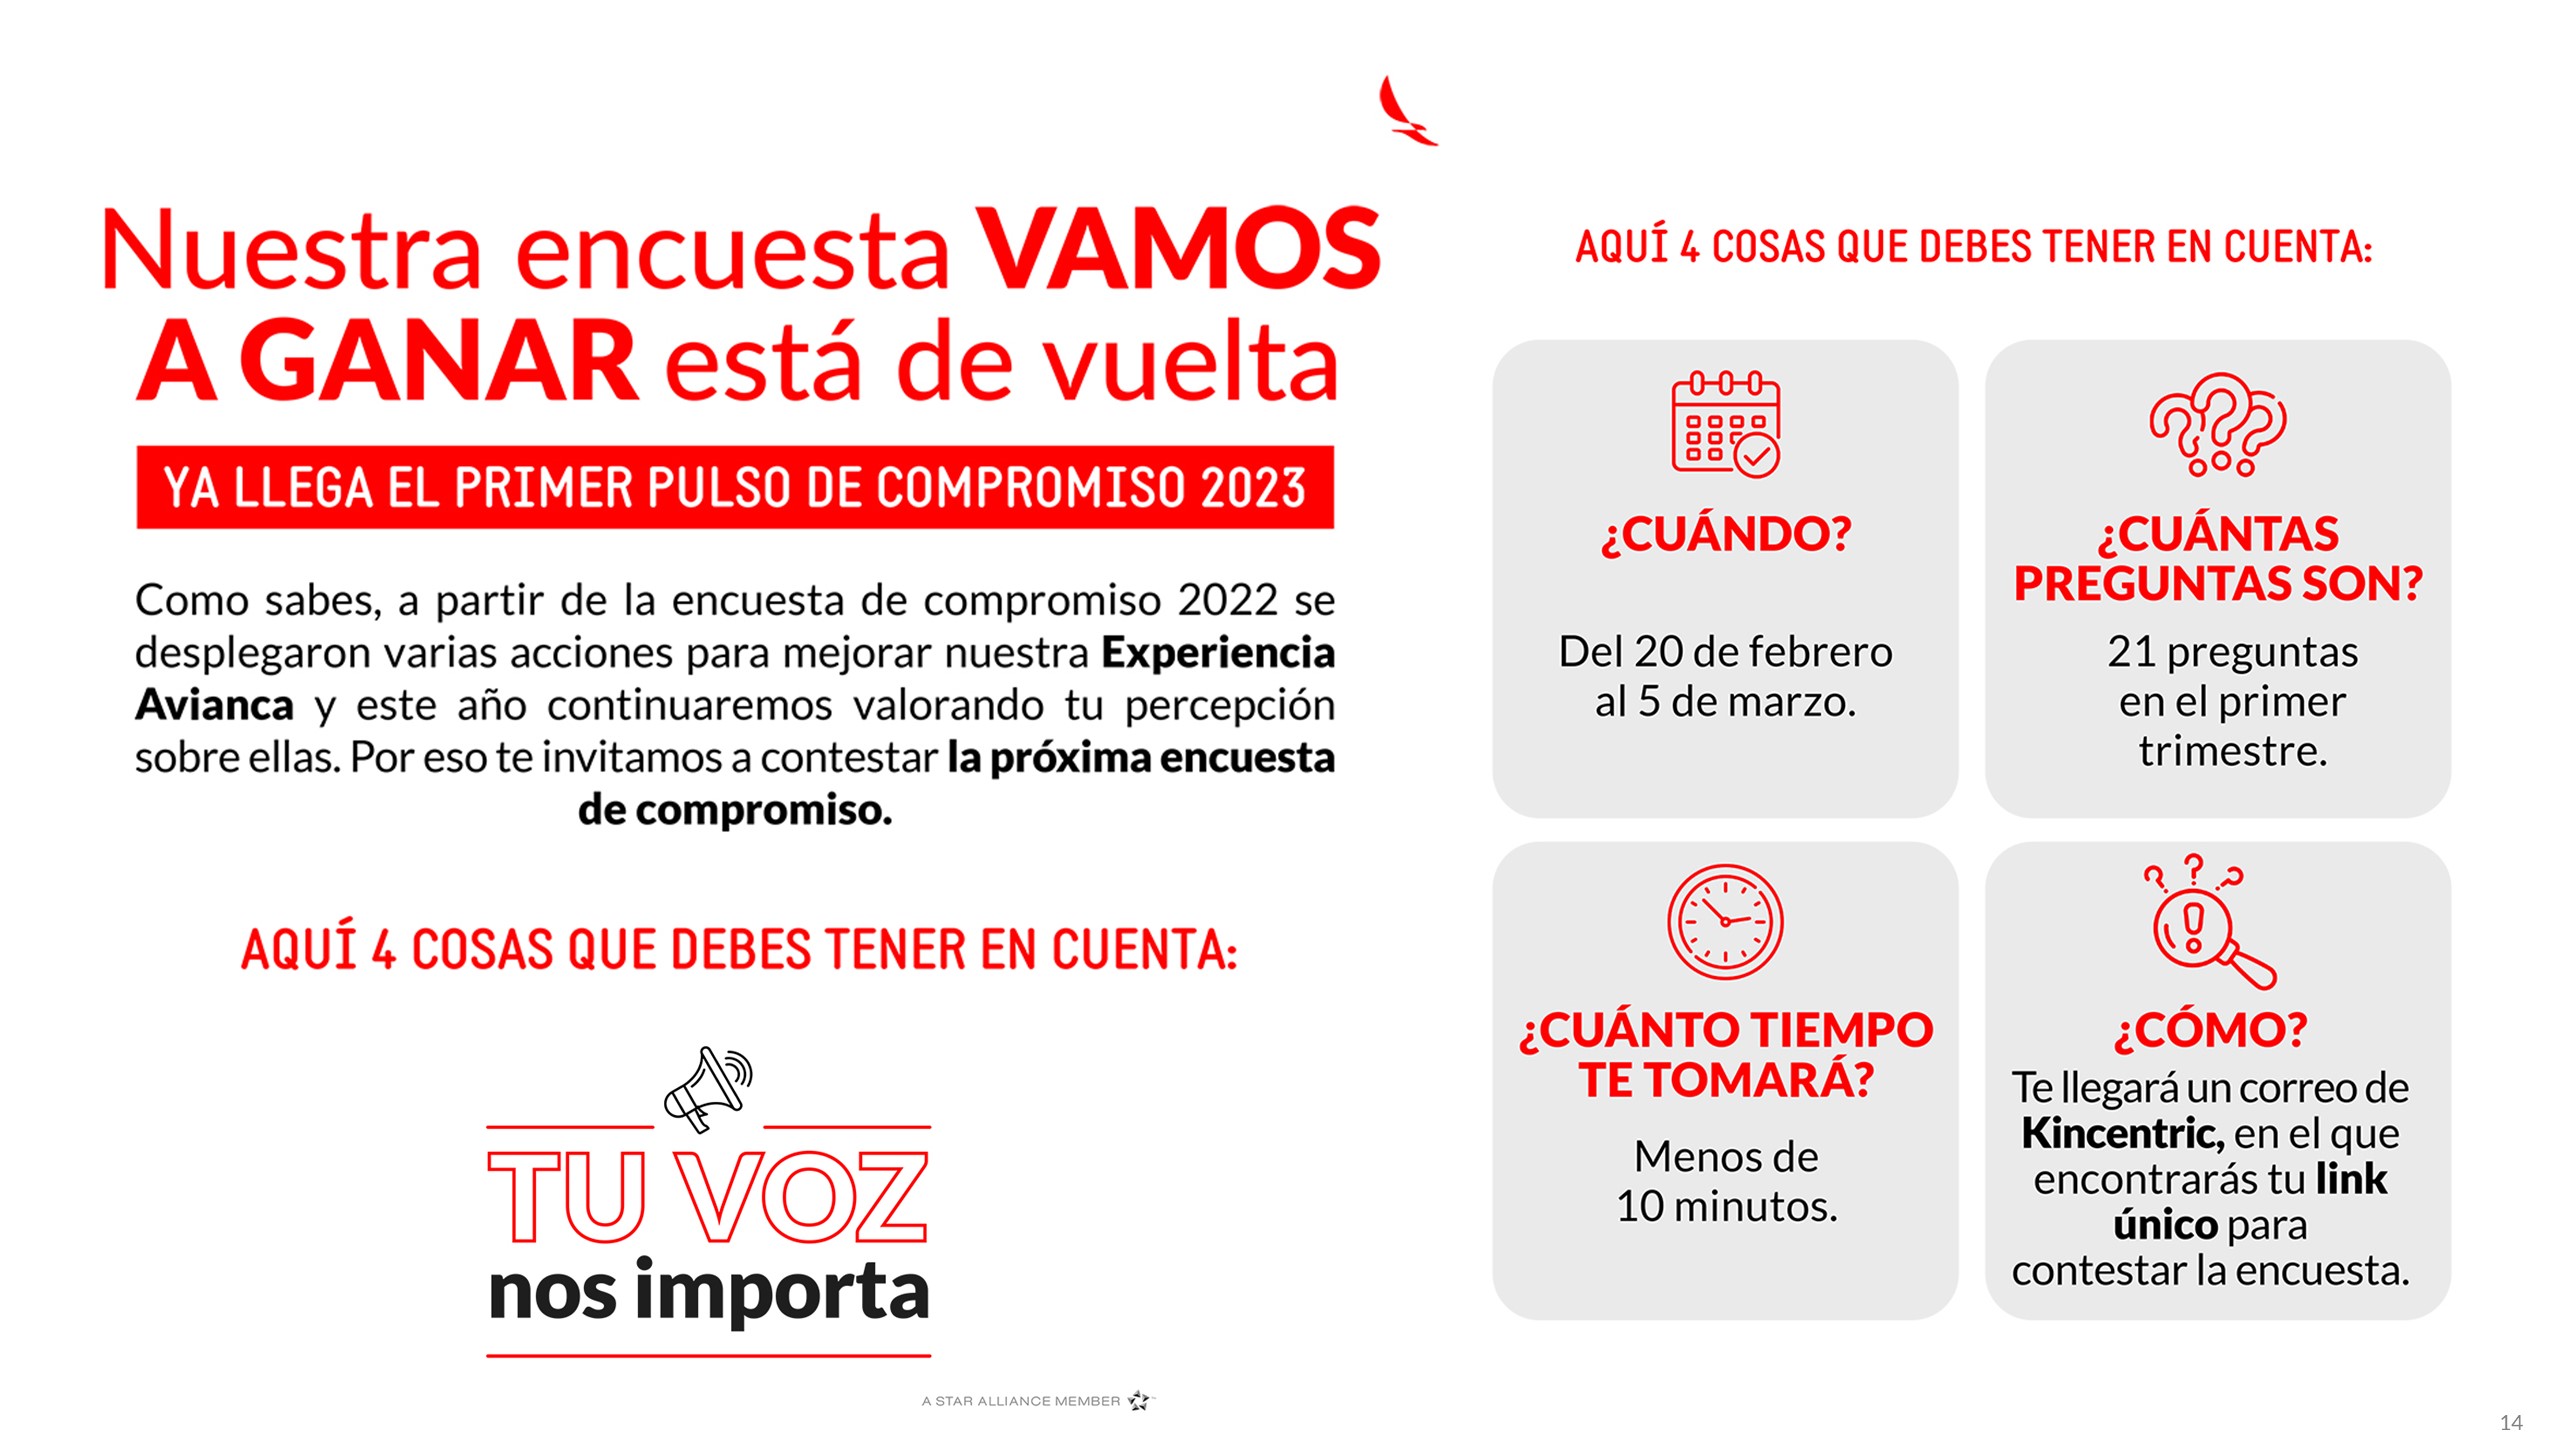 Nuestra encuesta VAMOS
A GANAR está de vuelta
YA LLEGA EL PRIMER PULSO DE COMPROMISO 2023
Como sabes, a partir de la encuesta de compromiso 2022 se
desplegaron varias acciones para mejorar nuestra Experiencia
Avianca y este año continuaremos valorando tu percepción
sobre ellas. Por eso te invitamos a contestar la próxima encuesta
de compromiso.
AQUÍ 4 COSAS QUE DEBES TENER EN CUENTA:
TU VOZ
nos importa
AQUÍ 4 COSAS QUE DEBES TENER EN CUENTA:
¿CUÁNDO?
Del 20 de febrero
al 5 de marzo.
¿CUÁNTAS
PREGUNTAS SON?
21 preguntas
en el primer
trimestre.
¿CUÁNTO TIEMPO
TE TOMARÁ?
Menos de
10 minutos.
¿CÓMO?
Te llegará un correo de
Kincentric, en el que
encontrarás tu link
único para
contestar la encuesta.
A STAR ALLIANCE MEMBER
14